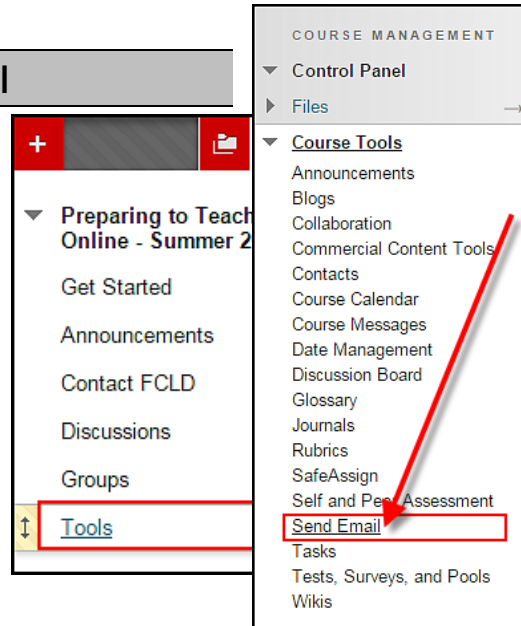 l
+
Preparing to Teach
Online - Summer 2
Get Started
Announcements
Contact FCLD
Discussions
Groups
Tools
COURSE MANAGEMENT
Control Panel
Files
Course Tools
Announcements
Blogs
Collaboration
Commercial Content Tools
Contacts
Course Calendar
Course Messages
Date Management
Discussion Board
Glossary
Journals
Rubrics
SafeAssign
Self and Peer Assessment
Send Email
Tasks
Tests, Surveys, and Pools
Wikis